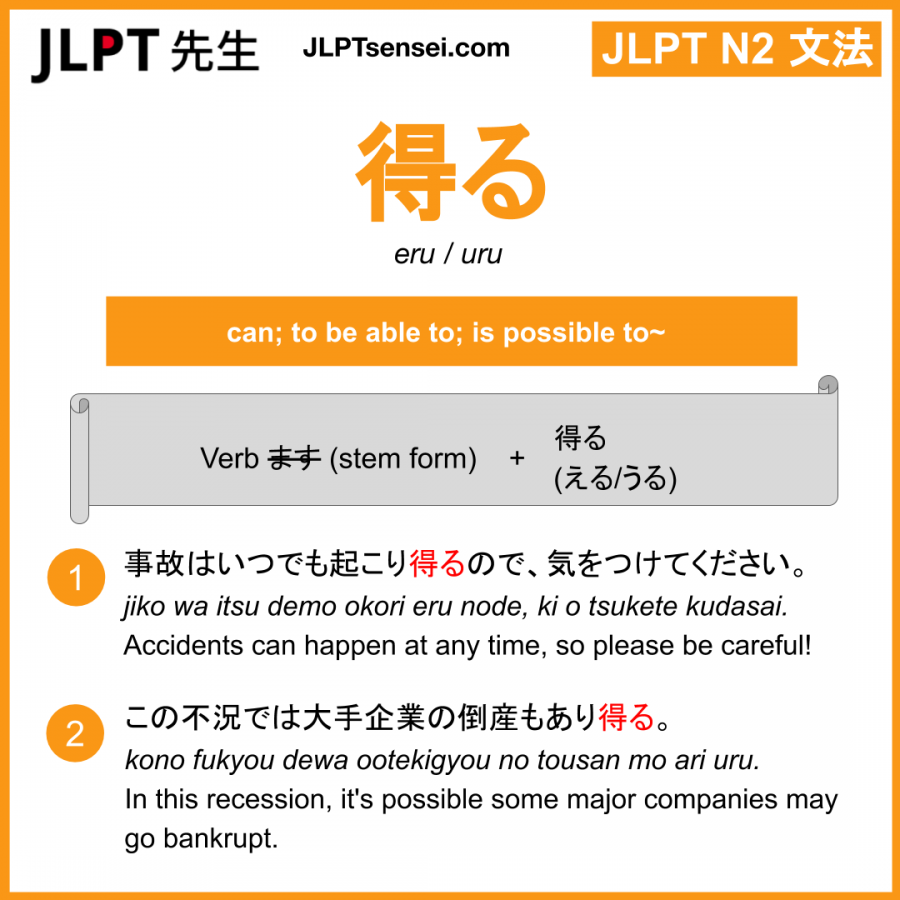 JLPT 先生 JLPTsensei.com JLPT N2 文法
得る
eru / uru
can; to be able to; is possible to~
Verb ます (stem form) + 得る
(える/うる)
1 事故はいつでも起こり得るので、気をつけてください。
jiko wa itsu demo okori eru node, ki o tsukete kudasai.
Accidents can happen at any time, so please be careful!
2 この不況では大手企業の倒産もあり得る。
kono fukyou dewa ootekigyou no tousan mo ari uru.
In this recession, it's possible some major companies may
go bankrupt.